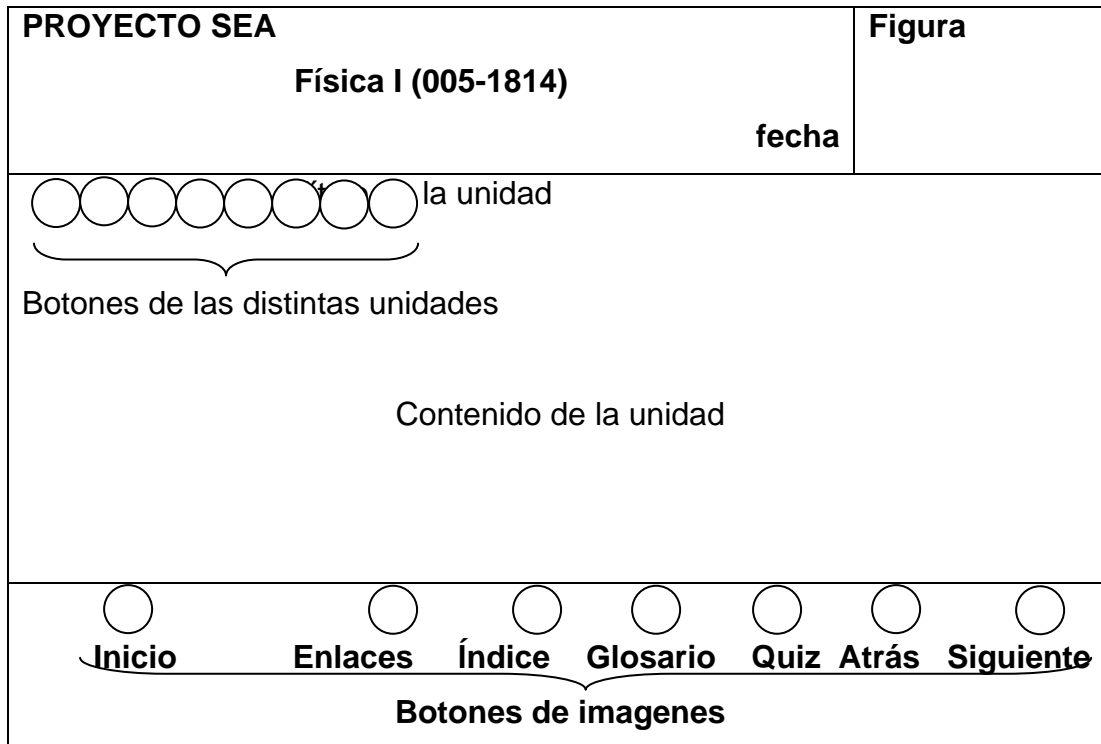 PROYECTO SEA
Figura
Física I (005-1814)
fecha
la unidad
Botones de las distintas unidades
Contenido de la unidad
Inicio Enlaces Índice Glosario Quiz Atrás Siguiente
Botones de imagenes